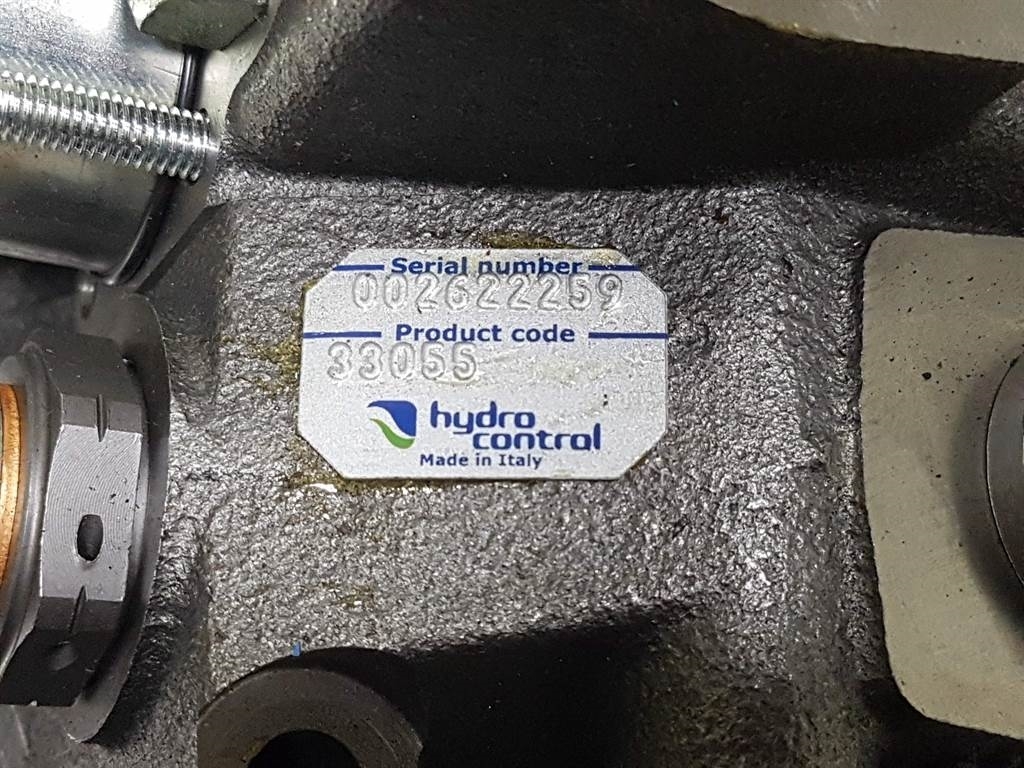 Serial number
002622259
Product code
33055
hydro
control
Made in Italy